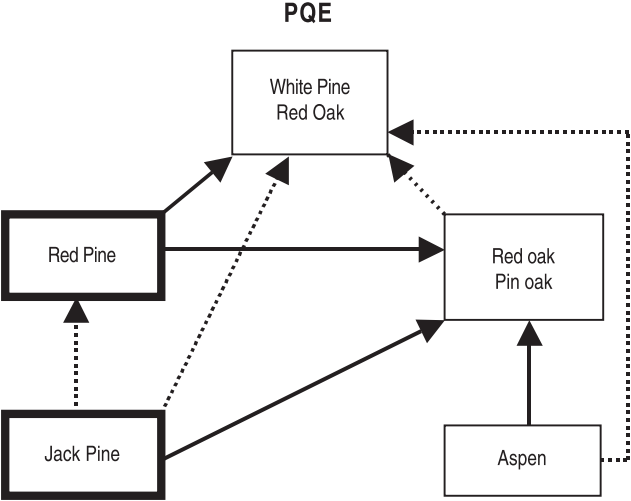 PQE
White Pine
Red Oak
Red Pine
Red oak
Pin oak
Jack Pine
Aspen